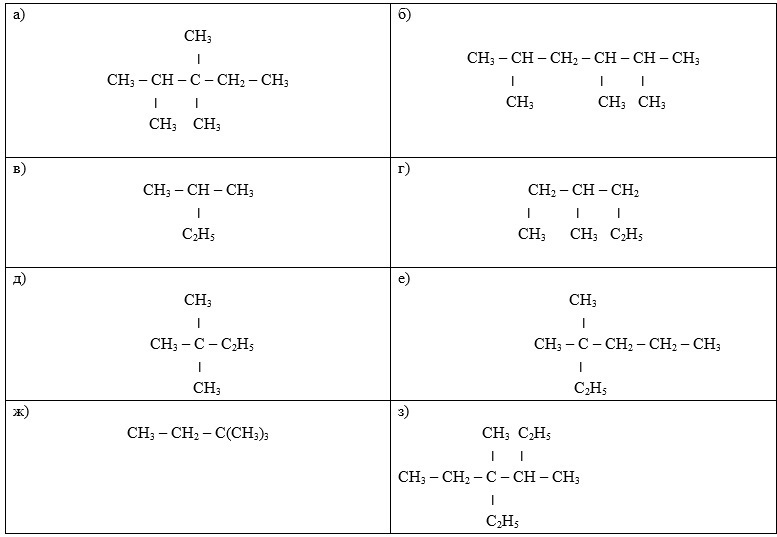 а)
CH₃
CH₃ – CH – C – CH₂ – CH₃
CH₃ CH₃
б)
CH₃ – CH – CH₂ – CH – CH – CH₃
CH₃ CH₃ CH₃
в)
CH₃ – CH – CH₃
C₂H₅
г)
CH₂ – CH – CH₂
CH₃ CH₃ C₂H₅
д)
CH₃
CH₃ – C – C₂H₅
CH₃
е)
CH₃
CH₃ – C – CH₂ – CH₂ – CH₃
C₂H₅
ж)
CH₃ – CH₂ – C(CH₃)₃
з)
CH₃ C₂H₅
CH₃ – CH₂ – C – CH – CH₃
C₂H₅